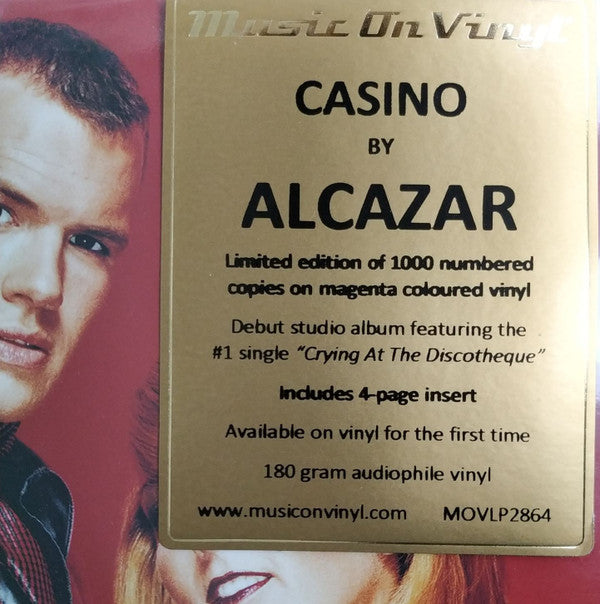 Music On Vinyl
CASINO
BY
ALCAZAR
Limited edition of 1000 numbered
copies on magenta coloured vinyl
Debut studio album featuring the
#1 single “Crying At The Discotheque”
Includes 4-page insert
Available on vinyl for the first time
180 gram audiophile vinyl
www.musiconvinyl.com MOVLP2864